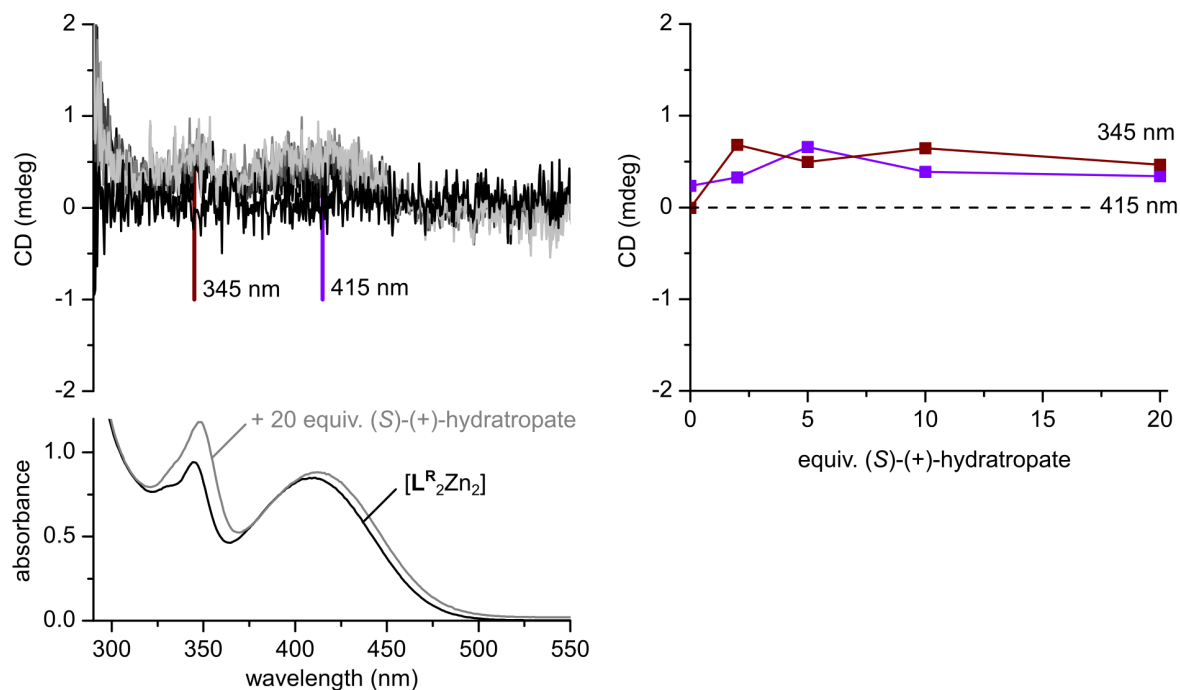 2
1
0
-1
-2
CD (mdeg)
345 nm
415 nm
+ 20 equiv. (S)-(+)-hydratropate
[Lᴿ₂Zn₂]
1.0
0.5
0.0
absorbance
300
350
400
450
500
550
wavelength (nm)
2
1
0
-1
-2
CD (mdeg)
345 nm
415 nm
0
5
10
15
20
equiv. (S)-(+)-hydratropate